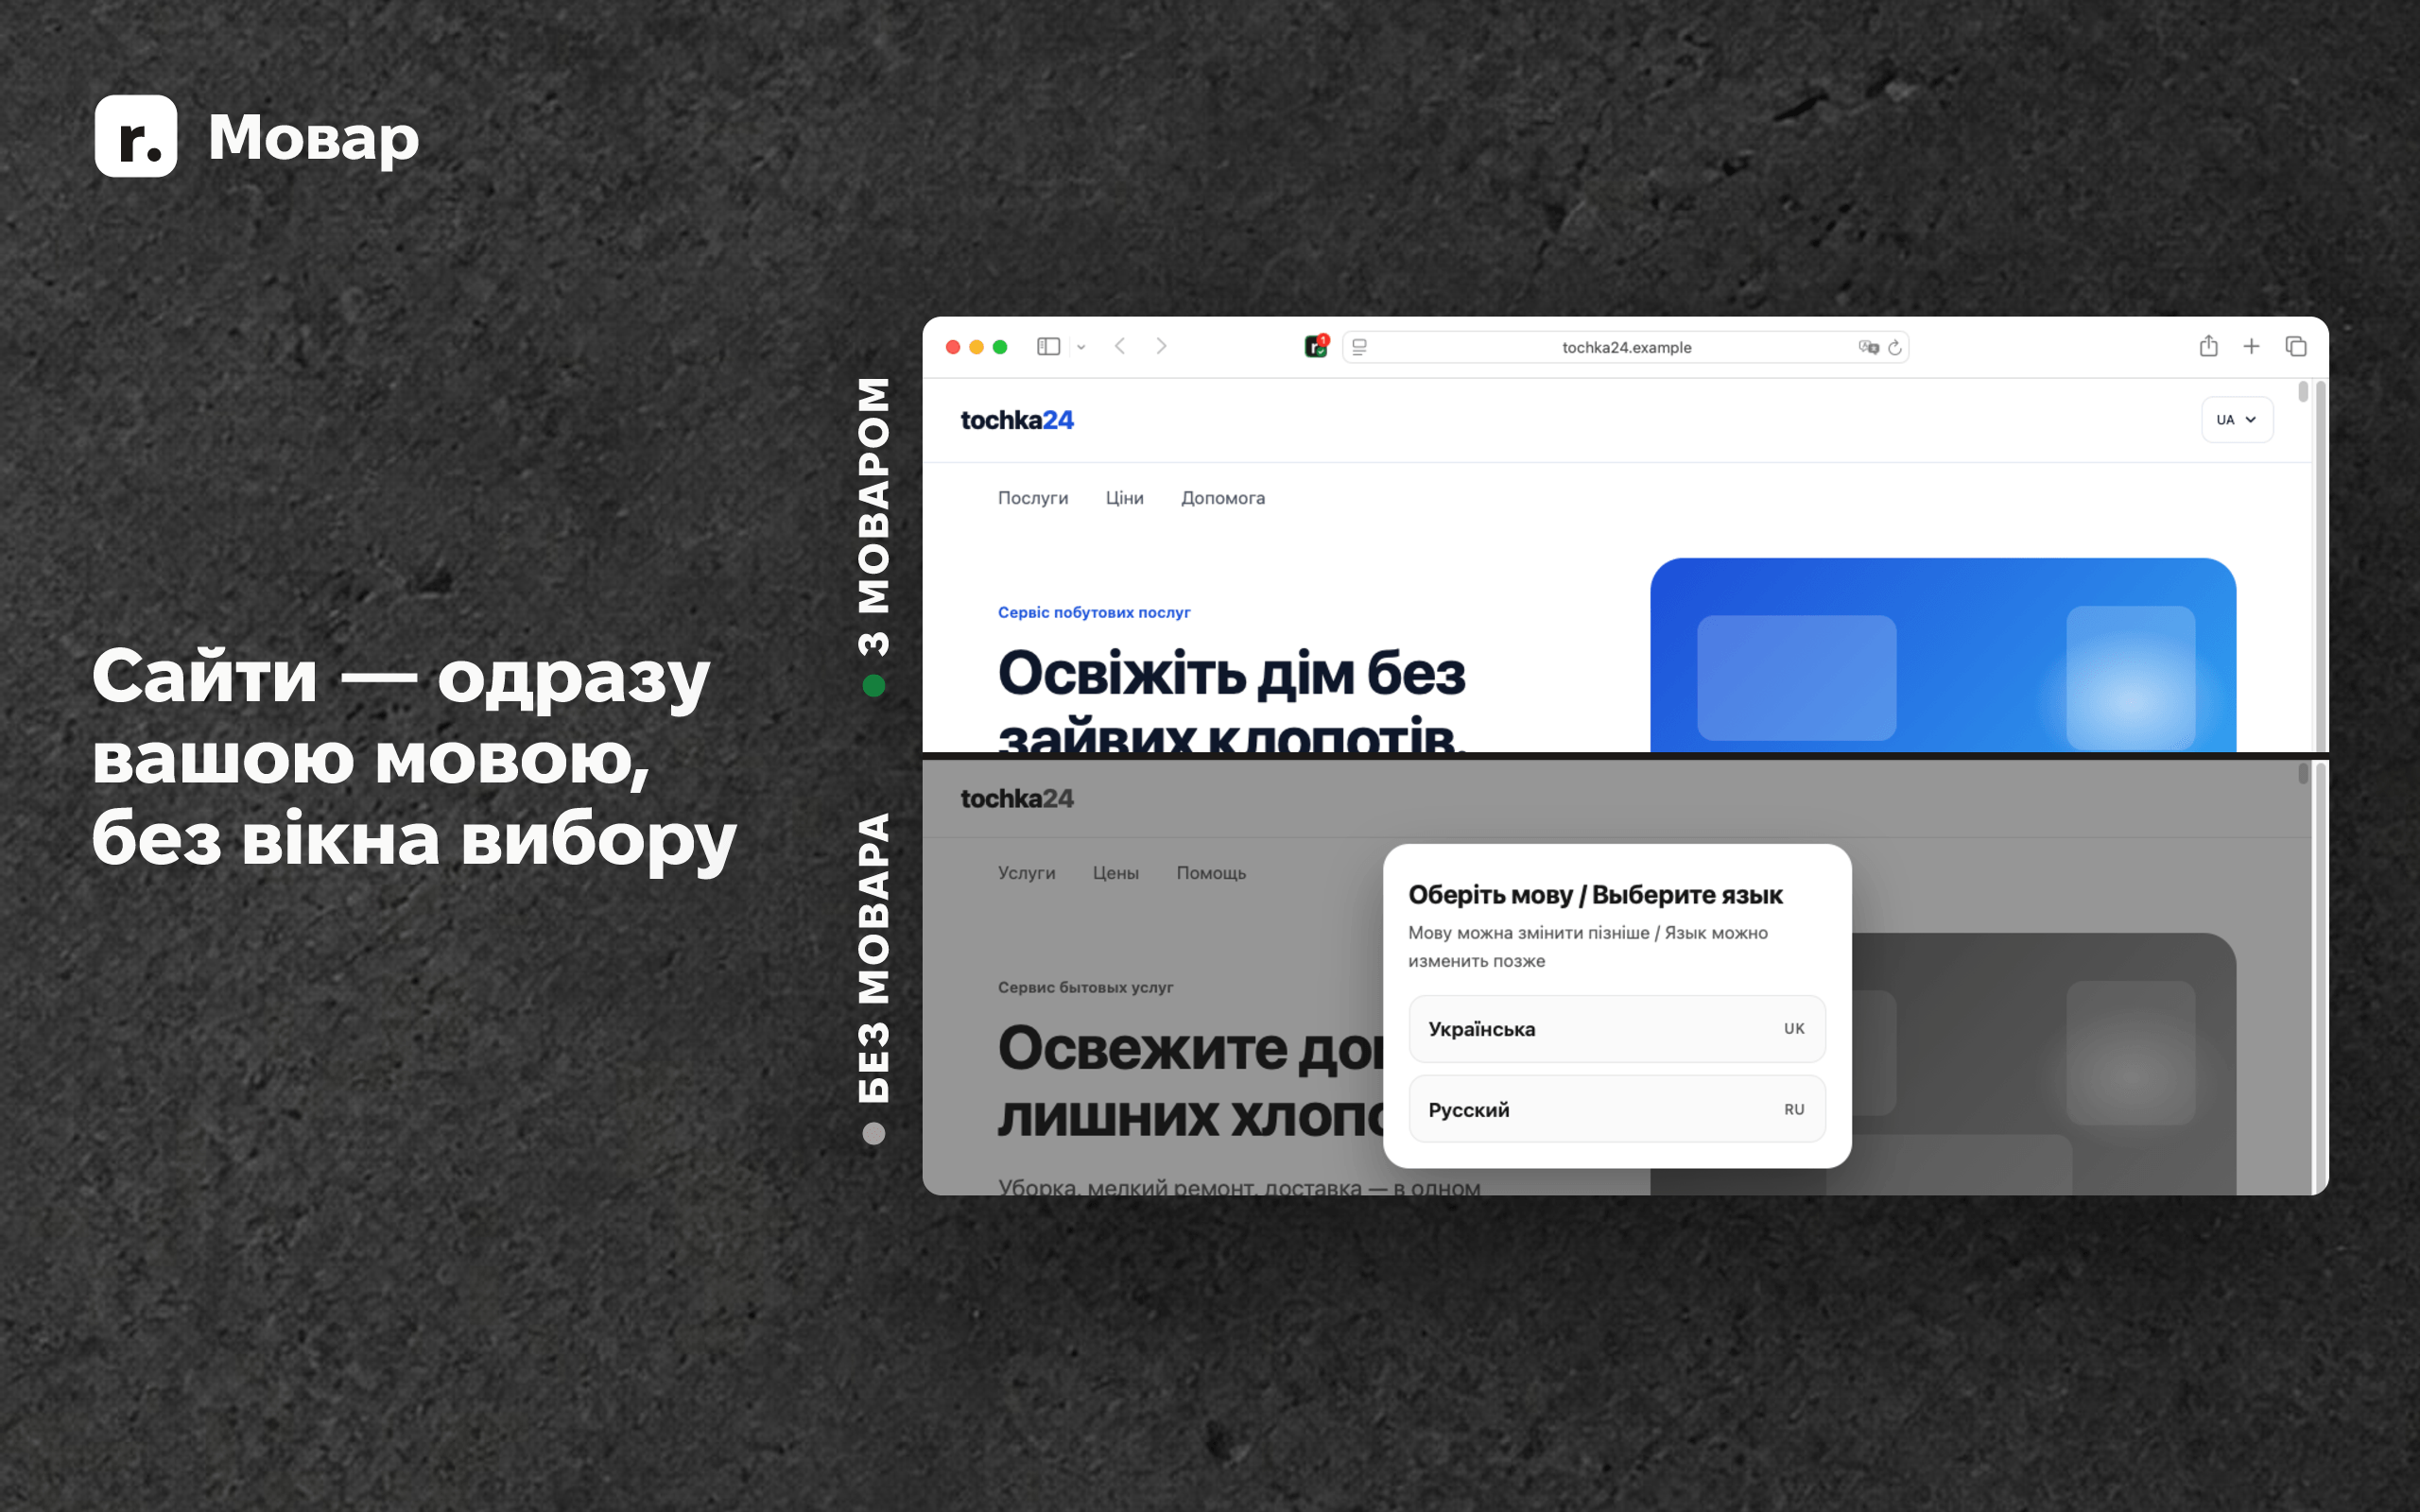 r. Мовар
Сайти — одразу
вашою мовою,
без вікна вибору
З МОВАРОМ
БЕЗ МОВАРА
1
tochka24.example
tochka24
UA
Послуги Ціни Допомога
Сервіс побутових послуг
Освіжіть дім без
зайвих клопотів.
tochka24
Услуги Цены Помощь
Сервис бытовых услуг
Освежите
лишних
Уборка, мелкий ремонт, доставка — в одном
Оберіть мову / Выберите язык
Мову можна змінити пізніше / Язык можно
изменить позже
Українська UK
Русский RU